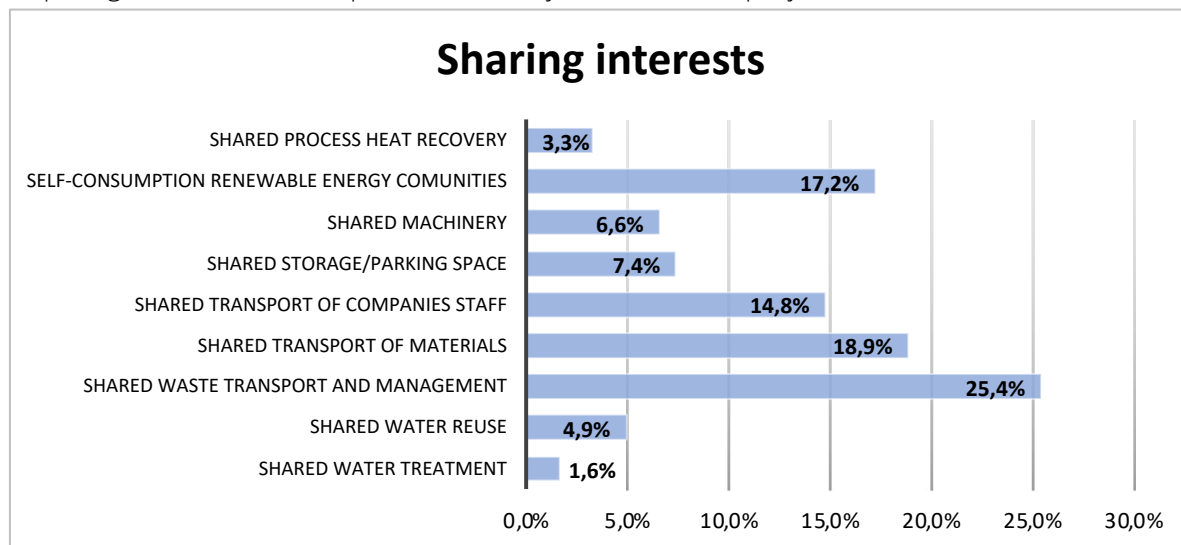 Sharing interests
SHARED PROCESS HEAT RECOVERY
3,3%
SELF-CONSUMPTION RENEWABLE ENERGY COMUNITIES
17,2%
SHARED MACHINERY
6,6%
SHARED STORAGE/PARKING SPACE
7,4%
SHARED TRANSPORT OF COMPANIES STAFF
14,8%
SHARED TRANSPORT OF MATERIALS
18,9%
SHARED WASTE TRANSPORT AND MANAGEMENT
25,4%
SHARED WATER REUSE
4,9%
SHARED WATER TREATMENT
1,6%
0,0% 5,0% 10,0% 15,0% 20,0% 25,0% 30,0%